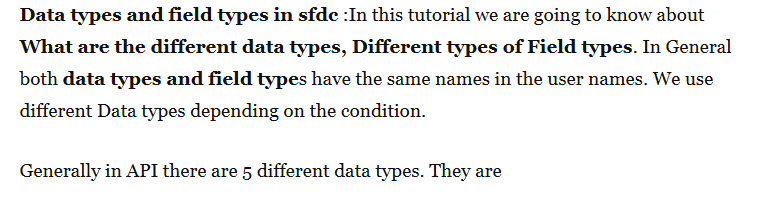 Data types and field types in sfdc :In this tutorial we are going to know about
What are the different data types, Different types of Field types. In General
both data types and field types have the same names in the user names. We use
different Data types depending on the condition.
Generally in API there are 5 different data types. They are